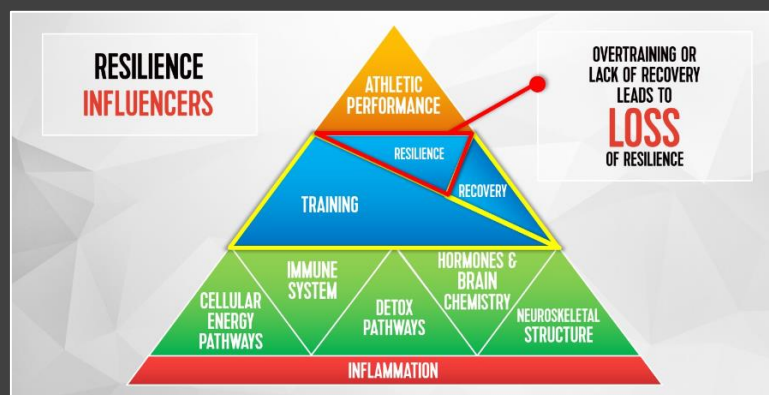 RESILIENCE
INFLUENCERS
ATHLETIC
PERFORMANCE
OVERTRAINING OR
LACK OF RECOVERY
LEADS TO
LOSS
OF RESILIENCE
RESILIENCE
RECOVERY
TRAINING
CELLULAR
ENERGY
PATHWAYS
IMMUNE
SYSTEM
DETOX
PATHWAYS
HORMONES &
BRAIN
CHEMISTRY
NEUROSKELETAL
STRUCTURE
INFLAMMATION